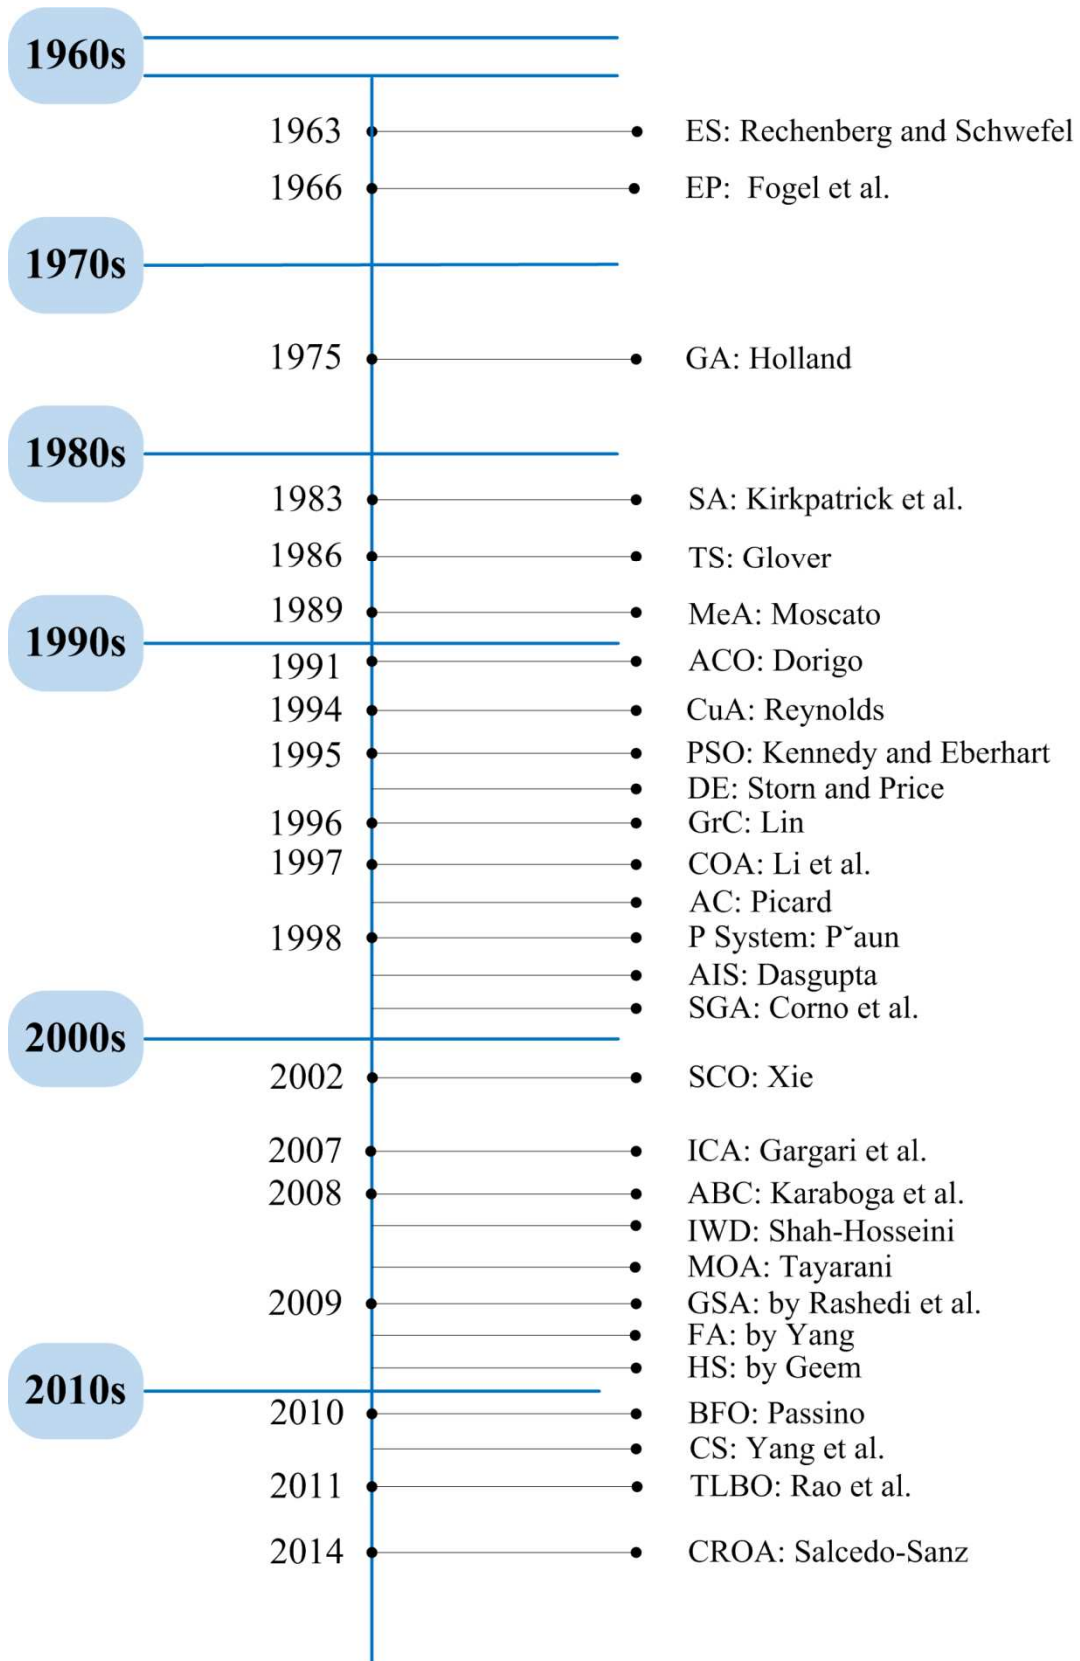 1960s
1963 ES: Rechenberg and Schwefel
1966 EP: Fogel et al.
1970s
1975 GA: Holland
1980s
1983 SA: Kirkpatrick et al.
1986 TS: Glover
1989 MeA: Moscato
1990s
1991 ACO: Dorigo
1994 CuA: Reynolds
1995 PSO: Kennedy and Eberhart
DE: Storn and Price
1996 GrC: Lin
1997 COA: Li et al.
AC: Picard
1998 P System: P˘aun
AIS: Dasgupta
SGA: Corno et al.
2000s
2002 SCO: Xie
2007 ICA: Gargari et al.
2008 ABC: Karaboga et al.
IWD: Shah-Hosseini
MOA: Tayarani
2009 GSA: by Rashedi et al.
FA: by Yang
HS: by Geem
2010s
2010 BFO: Passino
CS: Yang et al.
2011 TLBO: Rao et al.
2014 CROA: Salcedo-Sanz